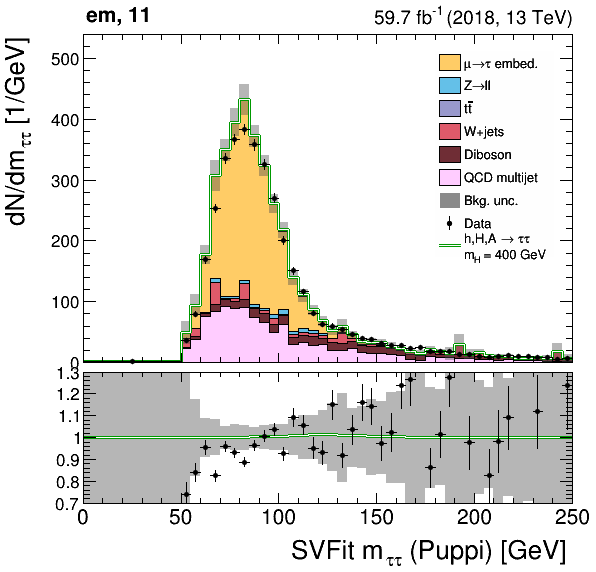 em, 11
59.7 fb⁻¹ (2018, 13 TeV)
dN/dm_ττ [1/GeV]
500
400
300
200
100
0
μ→τ embed.
Z→ll
tt̄
W+jets
Diboson
QCD multijet
Bkg. unc.
Data
h,H,A → ττ
m_H = 400 GeV
1.3
1.2
1.1
1
0.9
0.8
0.7
0 50 100 150 200 250
SVFit m_ττ (Puppi) [GeV]